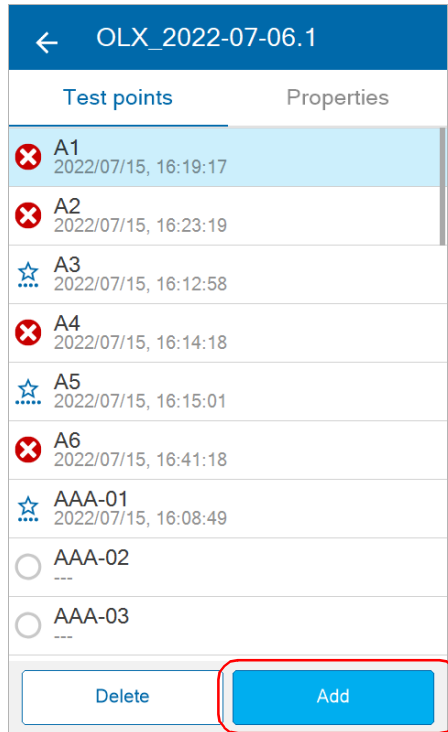 OLX_2022-07-06.1
Test points Properties
A1
2022/07/15, 16:19:17
A2
2022/07/15, 16:23:19
A3
2022/07/15, 16:12:58
A4
2022/07/15, 16:14:18
A5
2022/07/15, 16:15:01
A6
2022/07/15, 16:41:18
AAA-01
2022/07/15, 16:08:49
AAA-02
---
AAA-03
---
Delete Add